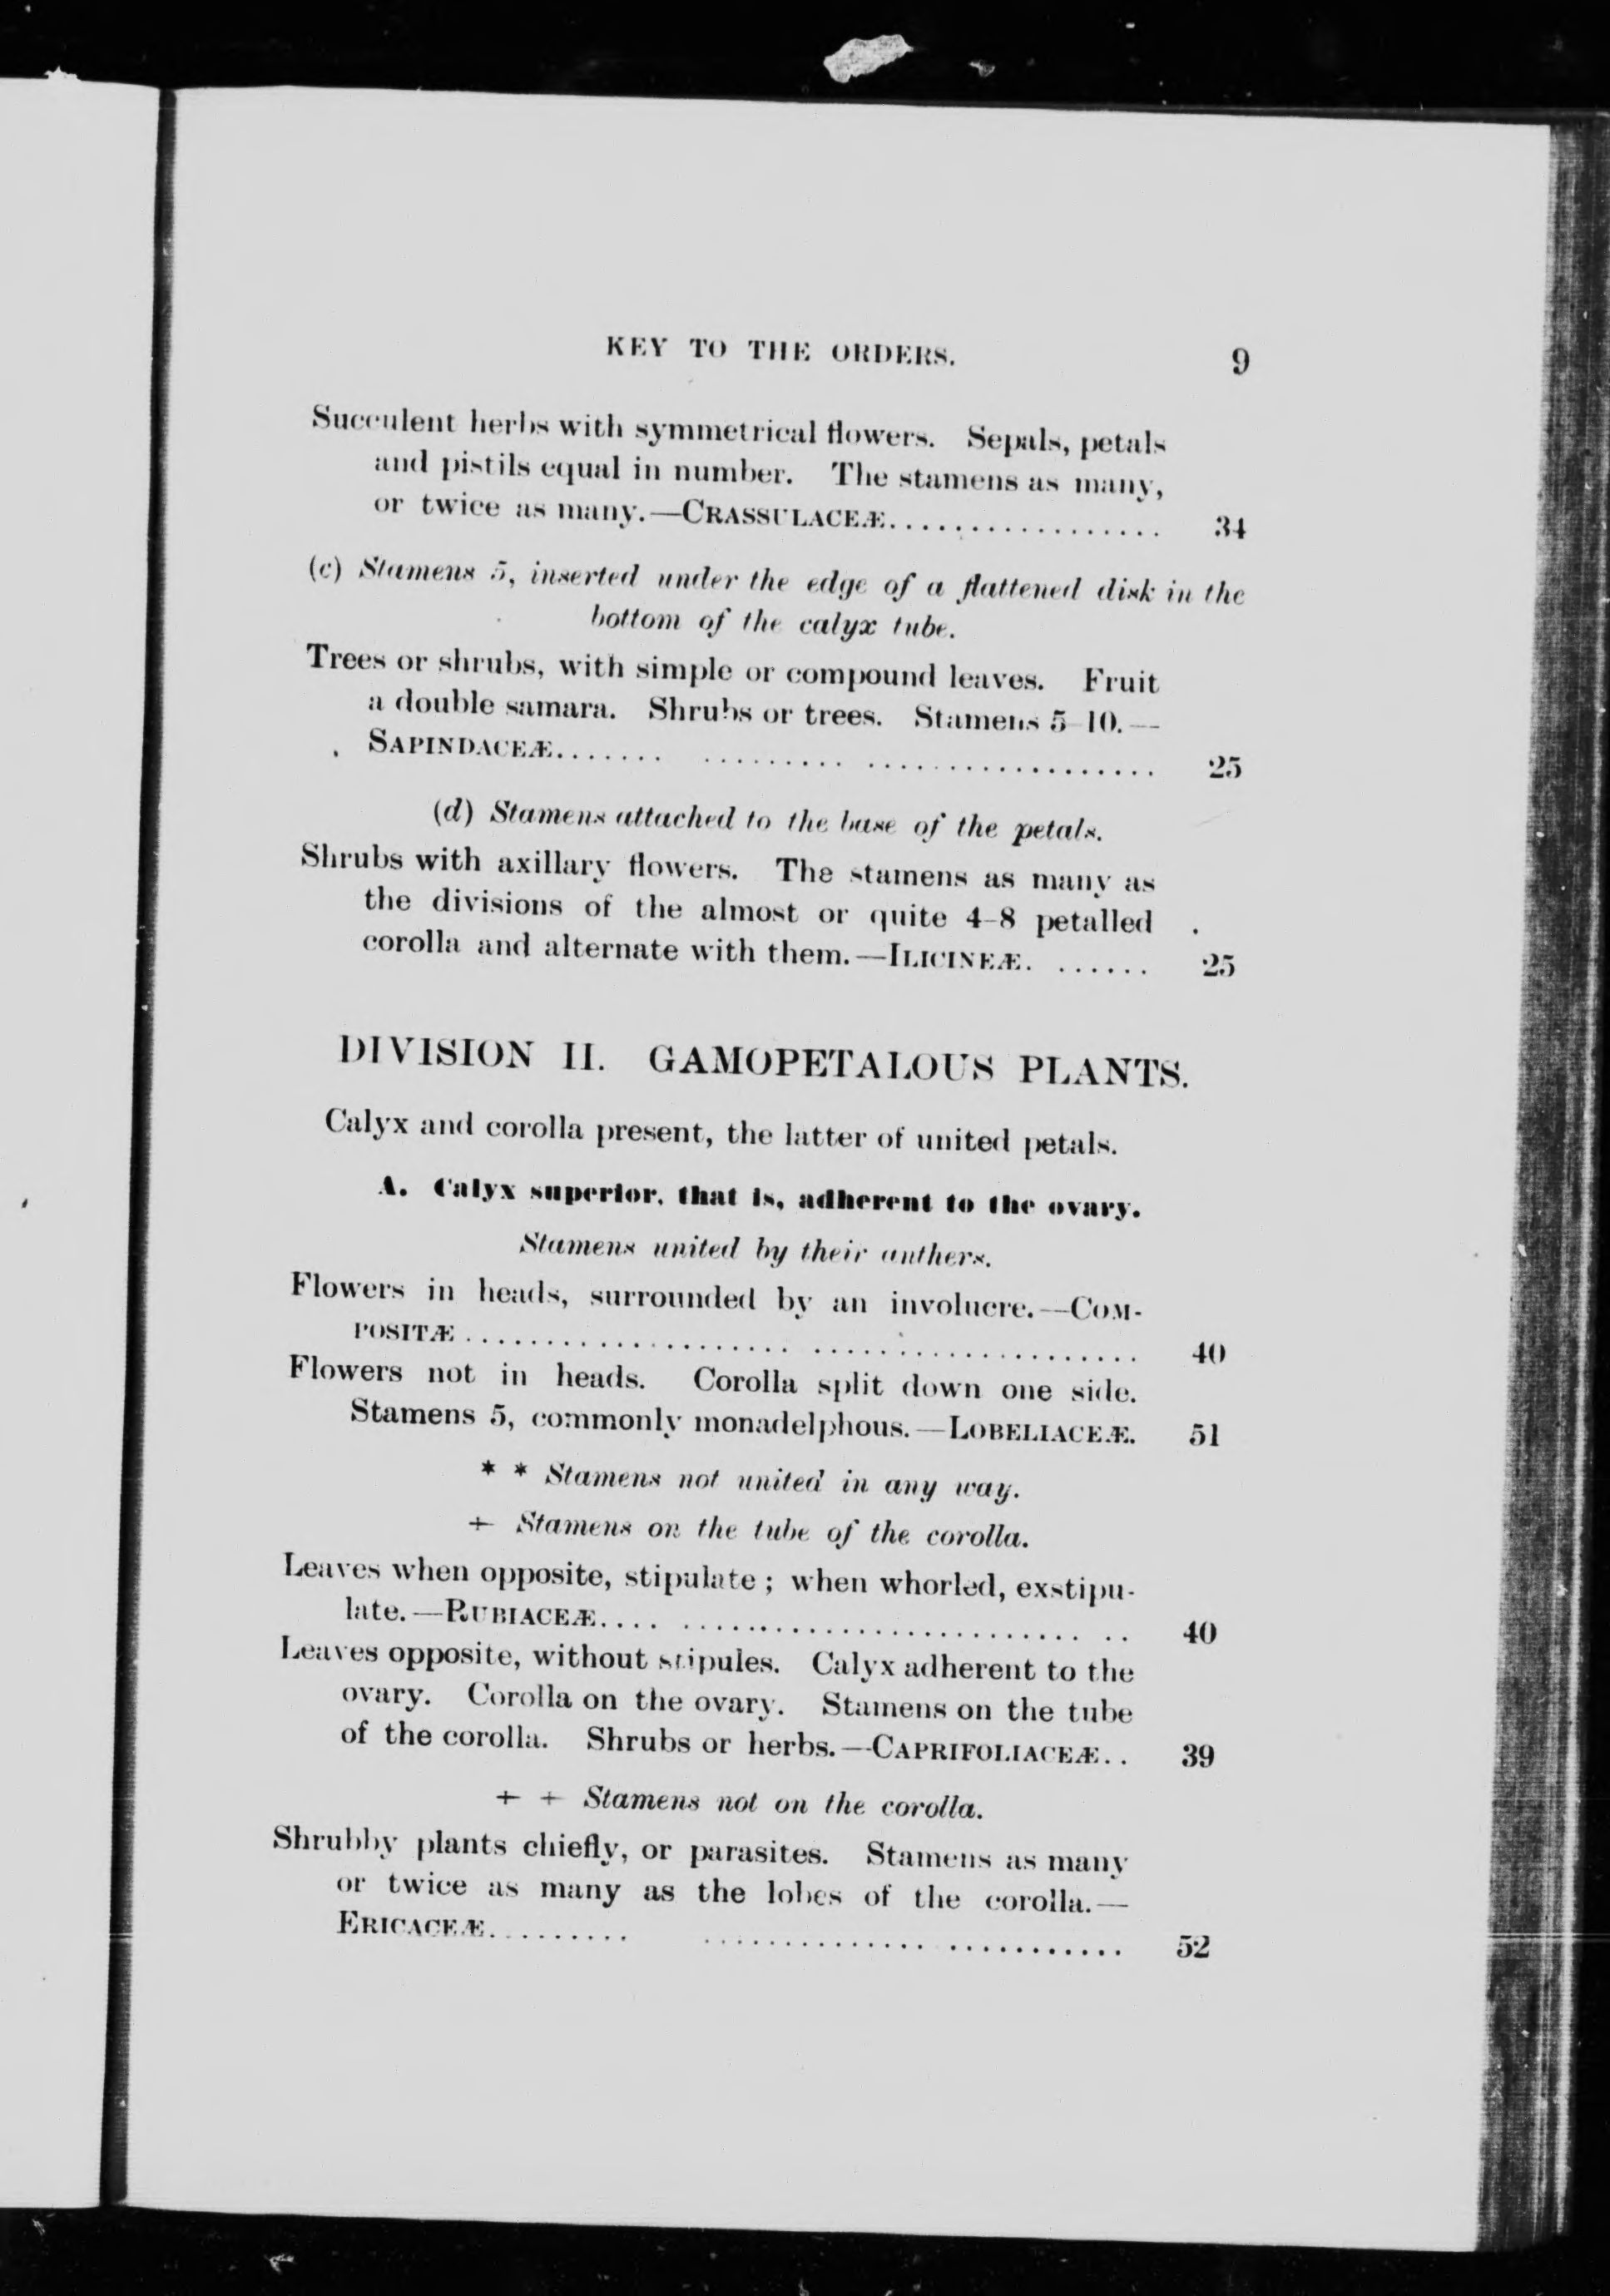 KEY TO THE ORDERS. 9
Succulent herbs with symmetrical flowers. Sepals, petals
and pistils equal in number. The stamens as many,
or twice as many.—CRASSULACEÆ.................. 34
(c) Stamens 5, inserted under the edge of a flattened disk in the
bottom of the calyx tube.
Trees or shrubs, with simple or compound leaves. Fruit
a double samara. Shrubs or trees. Stamens 5-10.—
SAPINDACEÆ....... ......... .................. 25
(d) Stamens attached to the base of the petals.
Shrubs with axillary flowers. The stamens as many as
the divisions of the almost or quite 4-8 petalled
corolla and alternate with them.—ILICINEÆ. ...... 25
DIVISION II. GAMOPETALOUS PLANTS.
Calyx and corolla present, the latter of united petals.
A. Calyx superior, that is, adherent to the ovary.
Stamens united by their anthers.
Flowers in heads, surrounded by an involucre.—COM-
POSITÆ .................... .................... 40
Flowers not in heads. Corolla split down one side.
Stamens 5, commonly monadelphous.—LOBELIACEÆ. 51
* * Stamens not united in any way.
+ Stamens on the tube of the corolla.
Leaves when opposite, stipulate ; when whorled, exstipu-
late.—RUBIACEÆ.... .......................... .. 40
Leaves opposite, without stipules. Calyx adherent to the
ovary. Corolla on the ovary. Stamens on the tube
of the corolla. Shrubs or herbs.—CAPRIFOLIACEÆ.. 39
+ + Stamens not on the corolla.
Shrubby plants chiefly, or parasites. Stamens as many
or twice as many as the lobes of the corolla.—
ERICACEÆ......... .............. ........... 52